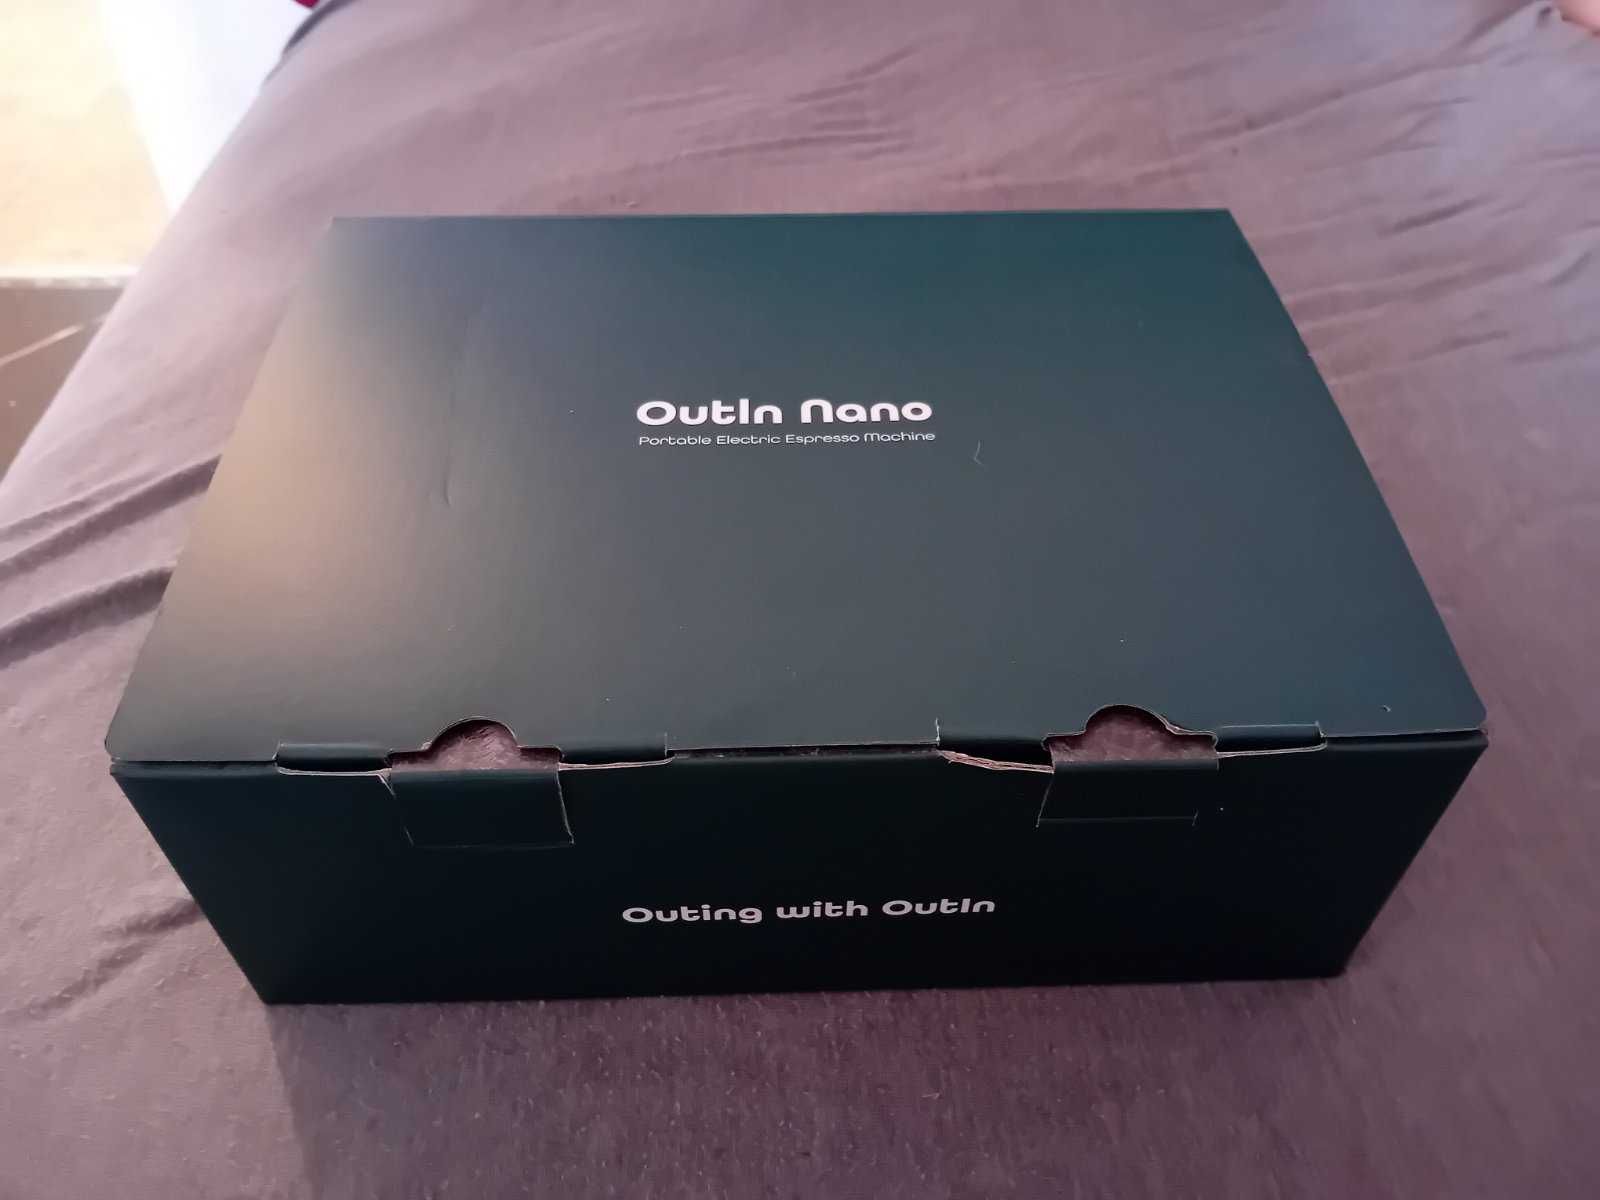 OutIn Nano
Portable Electric Espresso Machine
Outing with OutIn